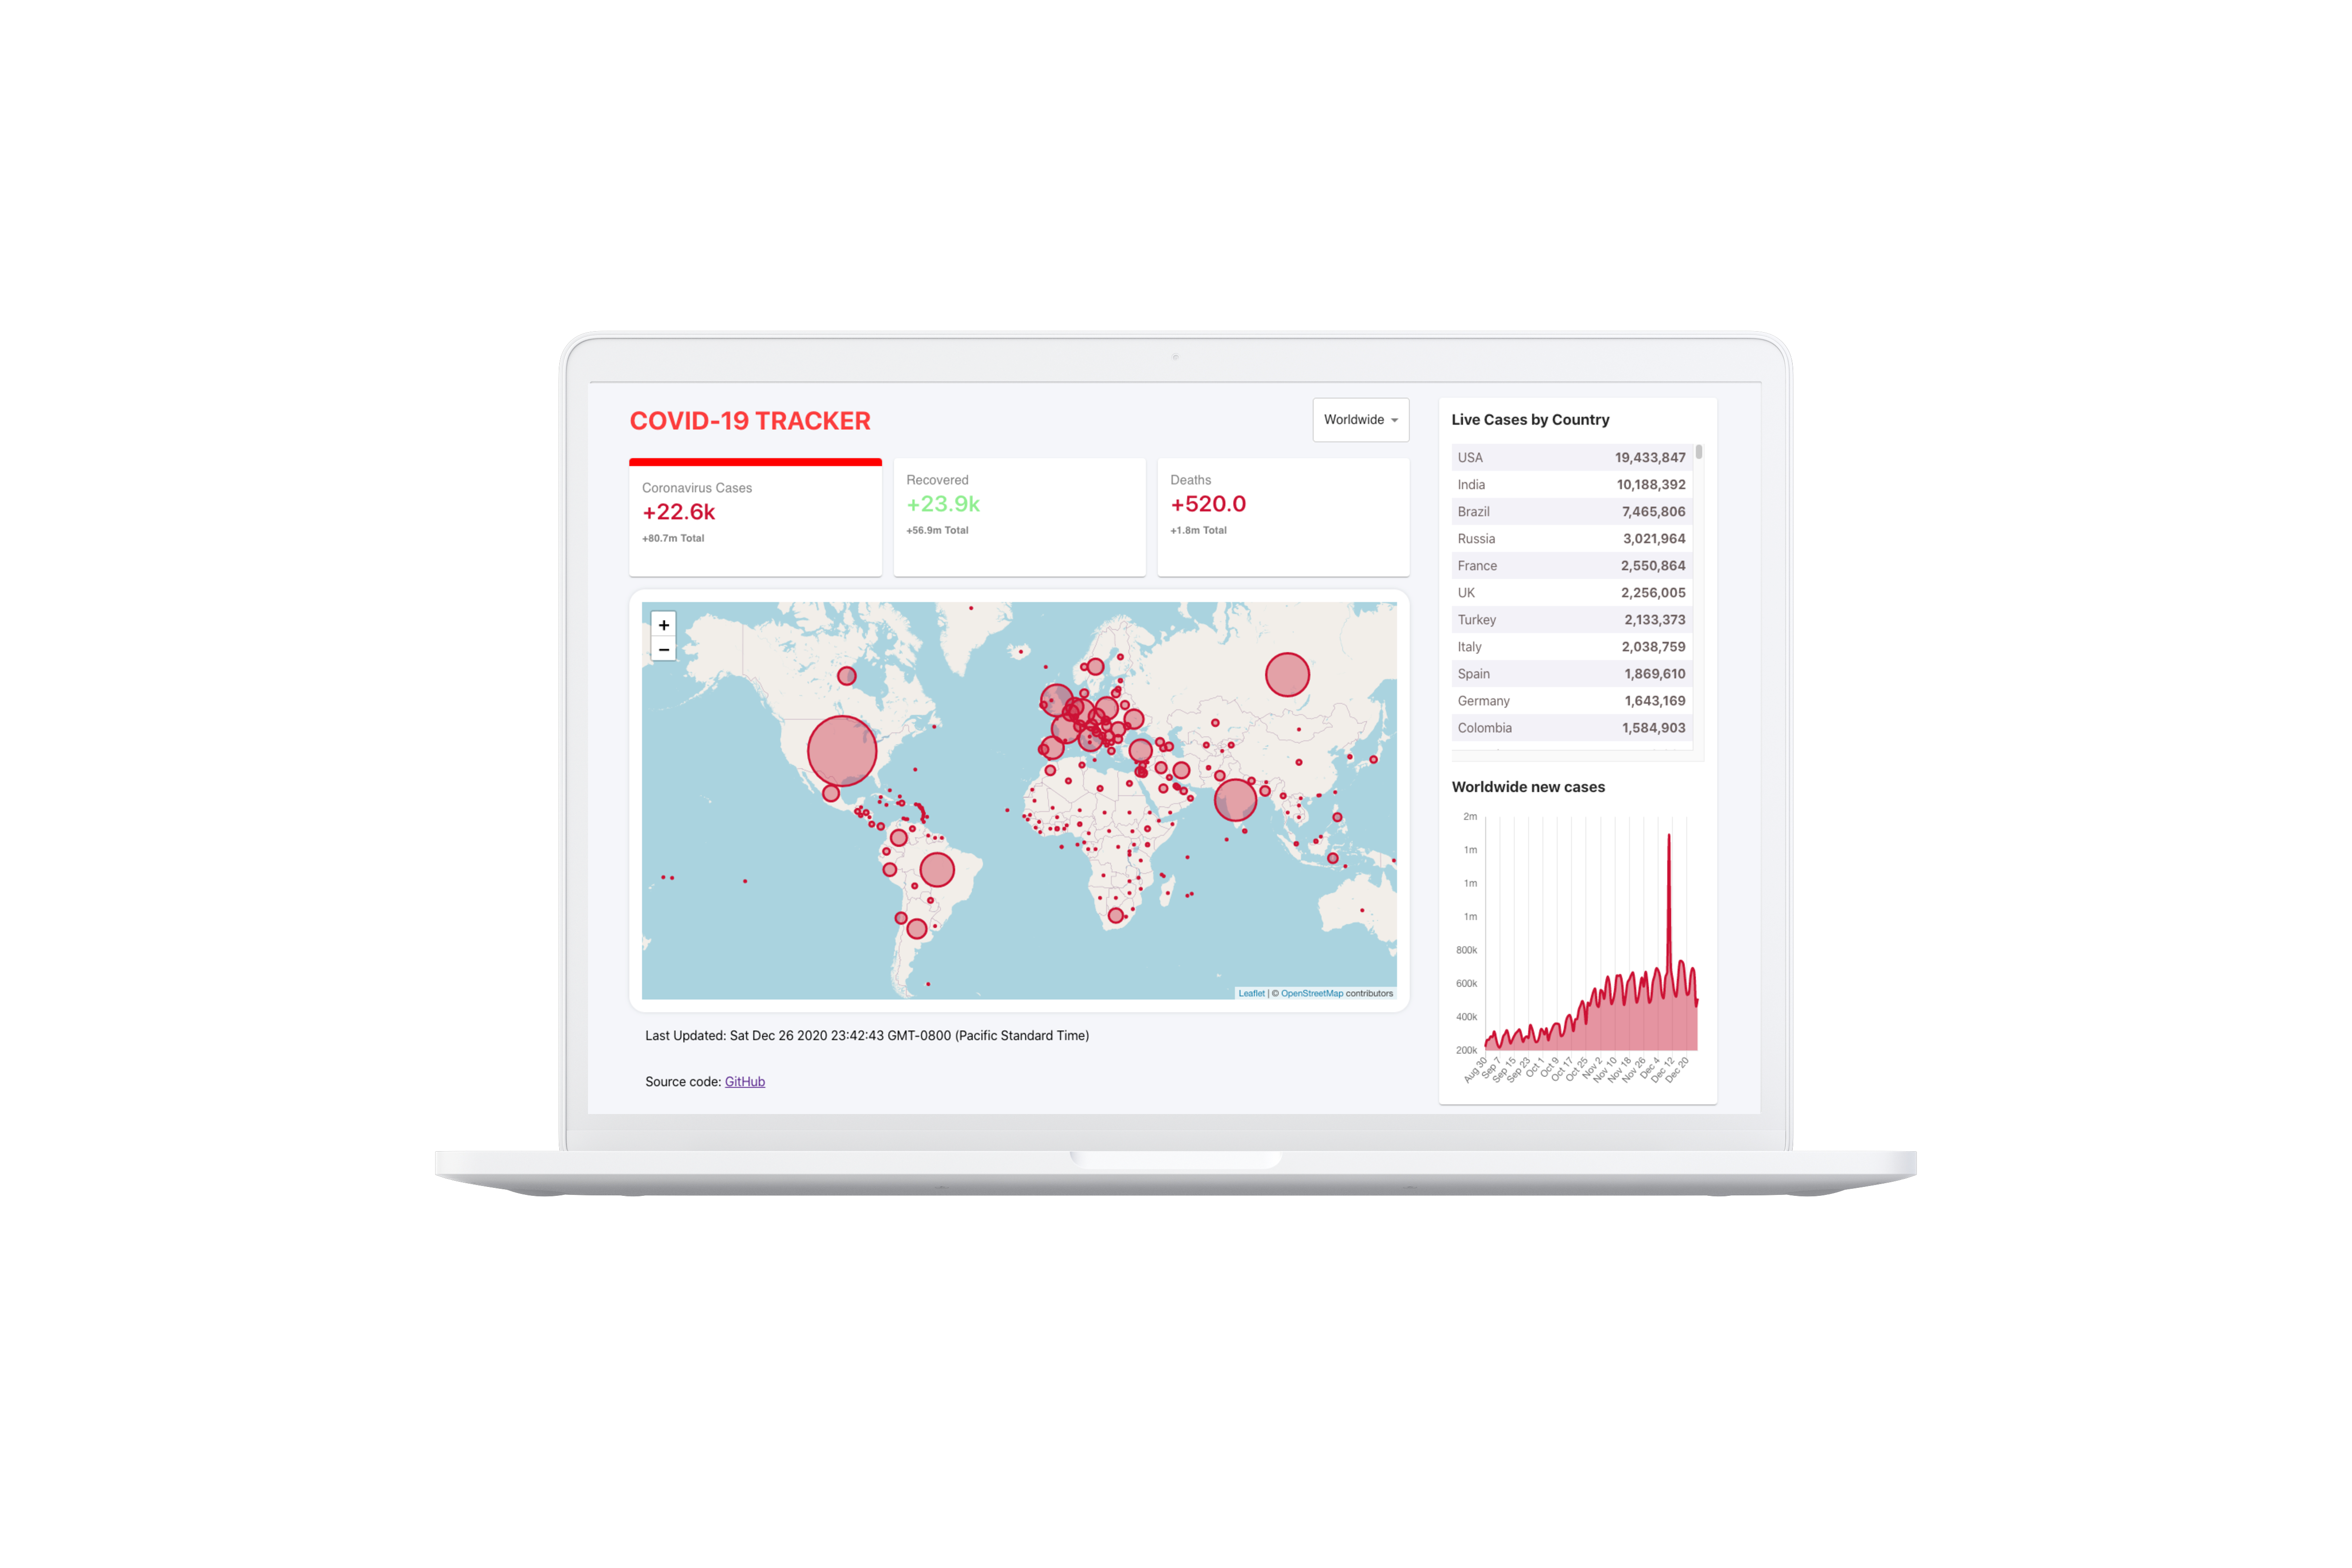 COVID-19 TRACKER
Worldwide
Coronavirus Cases
+22.6k
+80.7m Total
Recovered
+23.9k
+56.9m Total
Deaths
+520.0
+1.8m Total
+
−
Leaflet | © OpenStreetMap contributors
Last Updated: Sat Dec 26 2020 23:42:43 GMT-0800 (Pacific Standard Time)
Source code: GitHub
Live Cases by Country
USA 19,433,847
India 10,188,392
Brazil 7,465,806
Russia 3,021,964
France 2,550,864
UK 2,256,005
Turkey 2,133,373
Italy 2,038,759
Spain 1,869,610
Germany 1,643,169
Colombia 1,584,903
Worldwide new cases
2m
1m
1m
1m
800k
600k
400k
200k
Aug 30 Sep 7 Sep 15 Sep 23 Oct 1 Oct 9 Oct 17 Oct 25 Nov 2 Nov 10 Nov 18 Nov 26 Dec 4 Dec 12 Dec 20